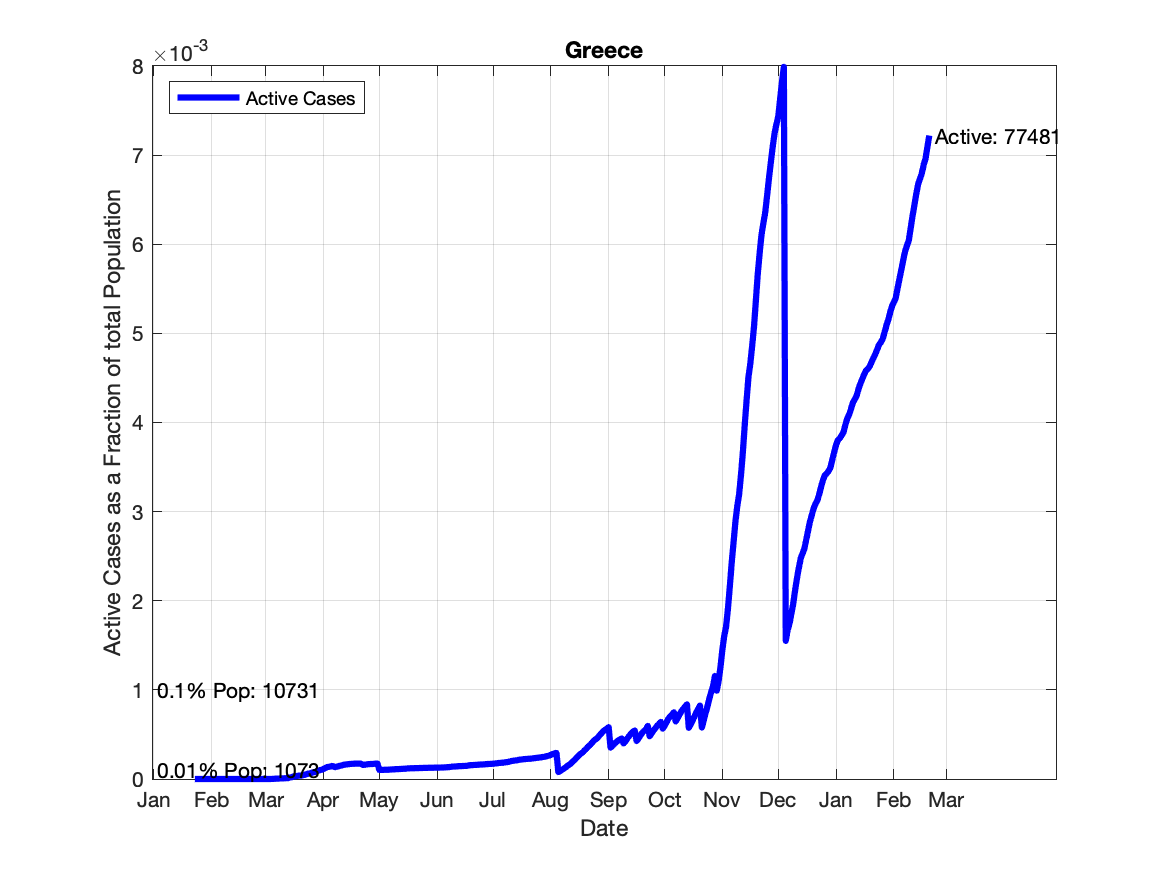 Greece
×10-3
Active Cases
Active: 77481
0.1% Pop: 10731
0.01% Pop: 1073
8
7
6
5
4
3
2
1
0
Active Cases as a Fraction of total Population
Jan Feb Mar Apr May Jun Jul Aug Sep Oct Nov Dec Jan Feb Mar
Date